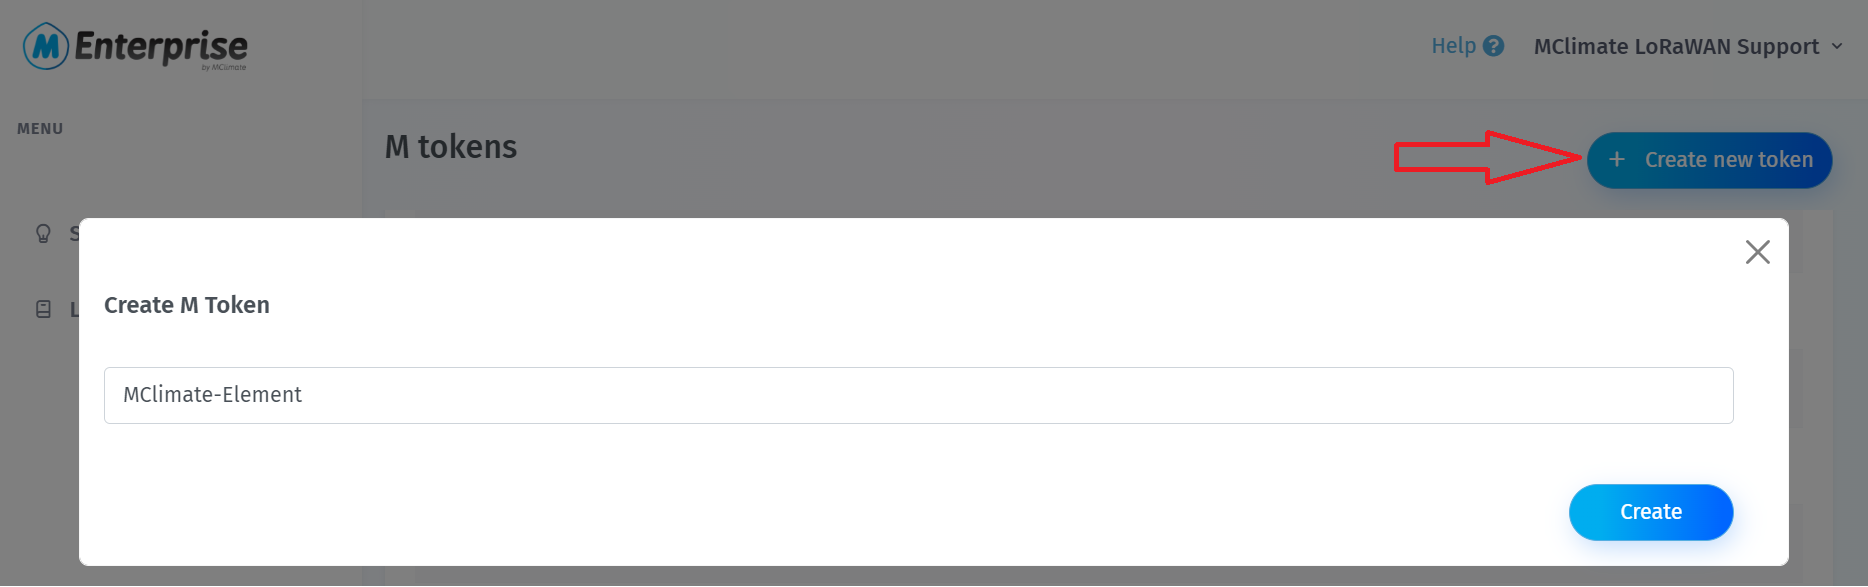 M Enterprise
by MClimate
Help ?
MClimate LoRaWAN Support
MENU
M tokens
+ Create new token
S
L
Create M Token
MClimate-Element
Create